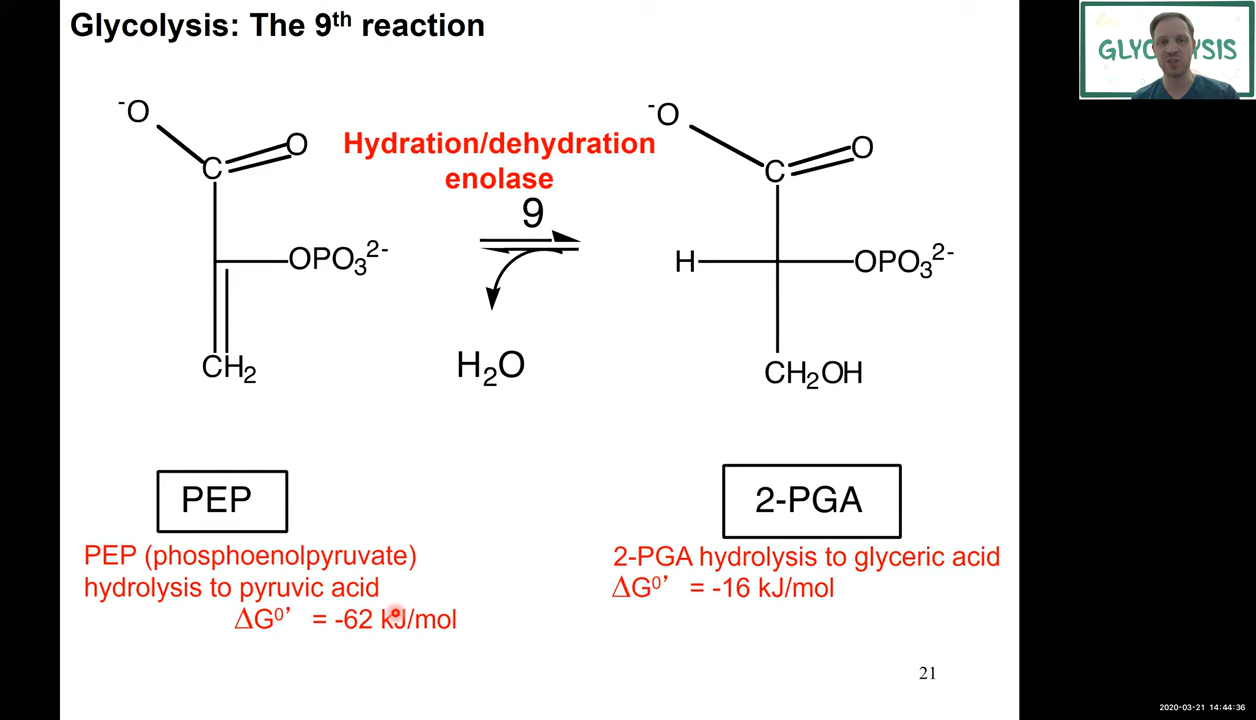 Glycolysis: The 9th reaction
GLYC YSIS
-O
C
O
OPO3 2-
CH2
Hydration/dehydration
enolase
9
H2O
-O
C
O
H
OPO3 2-
CH2OH
PEP
2-PGA
PEP (phosphoenolpyruvate)
hydrolysis to pyruvic acid
ΔG0’ = -62 kJ/mol
2-PGA hydrolysis to glyceric acid
ΔG0’ = -16 kJ/mol
21
2020-03-21 14:44:36